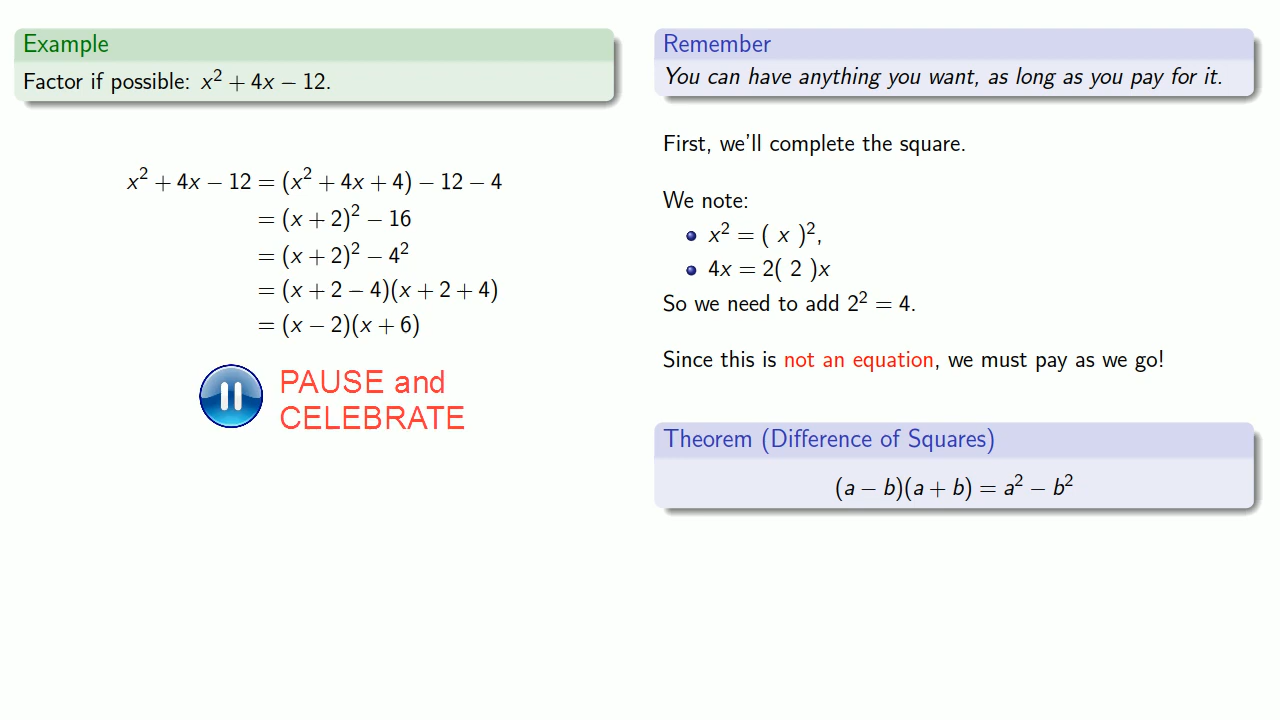 Example
Factor if possible: x² + 4x − 12.
x² + 4x − 12 = (x² + 4x + 4) − 12 − 4
= (x + 2)² − 16
= (x + 2)² − 4²
= (x + 2 − 4)(x + 2 + 4)
= (x − 2)(x + 6)
PAUSE and
CELEBRATE
Remember
You can have anything you want, as long as you pay for it.
First, we'll complete the square.
We note:
x² = ( x )²,
4x = 2( 2 )x
So we need to add 2² = 4.
Since this is not an equation, we must pay as we go!
Theorem (Difference of Squares)
(a − b)(a + b) = a² − b²